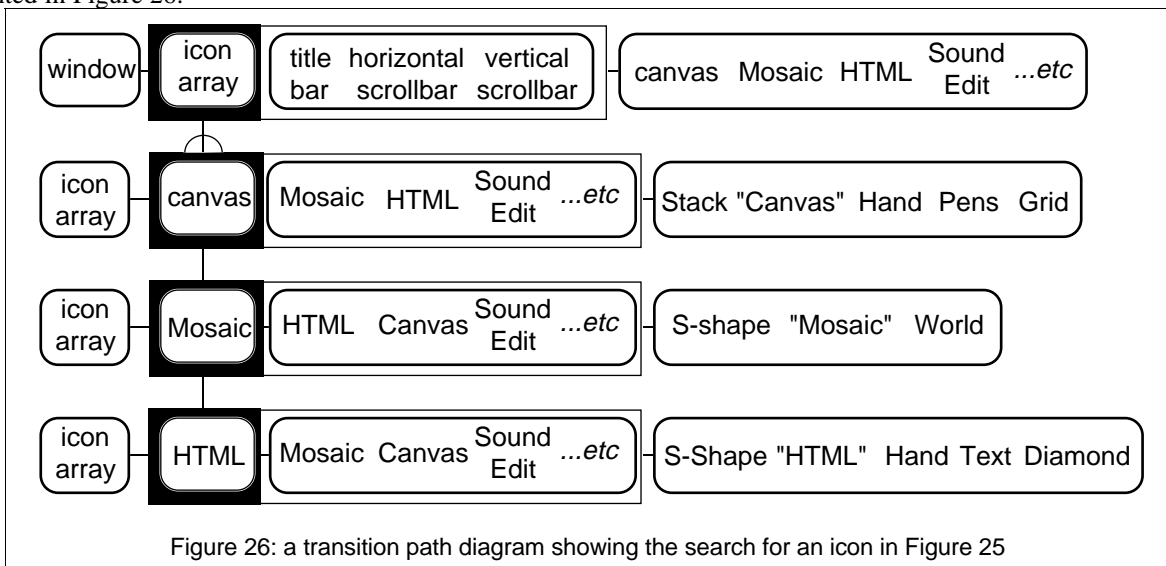 ted in Figure 26.
window
icon
array
title horizontal vertical
bar scrollbar scrollbar
canvas Mosaic HTML Sound Edit ...etc
icon
array
canvas
Mosaic HTML Sound Edit ...etc
Stack "Canvas" Hand Pens Grid
icon
array
Mosaic
HTML Canvas Sound Edit ...etc
S-shape "Mosaic" World
icon
array
HTML
Mosaic Canvas Sound Edit ...etc
S-Shape "HTML" Hand Text Diamond
Figure 26: a transition path diagram showing the search for an icon in Figure 25